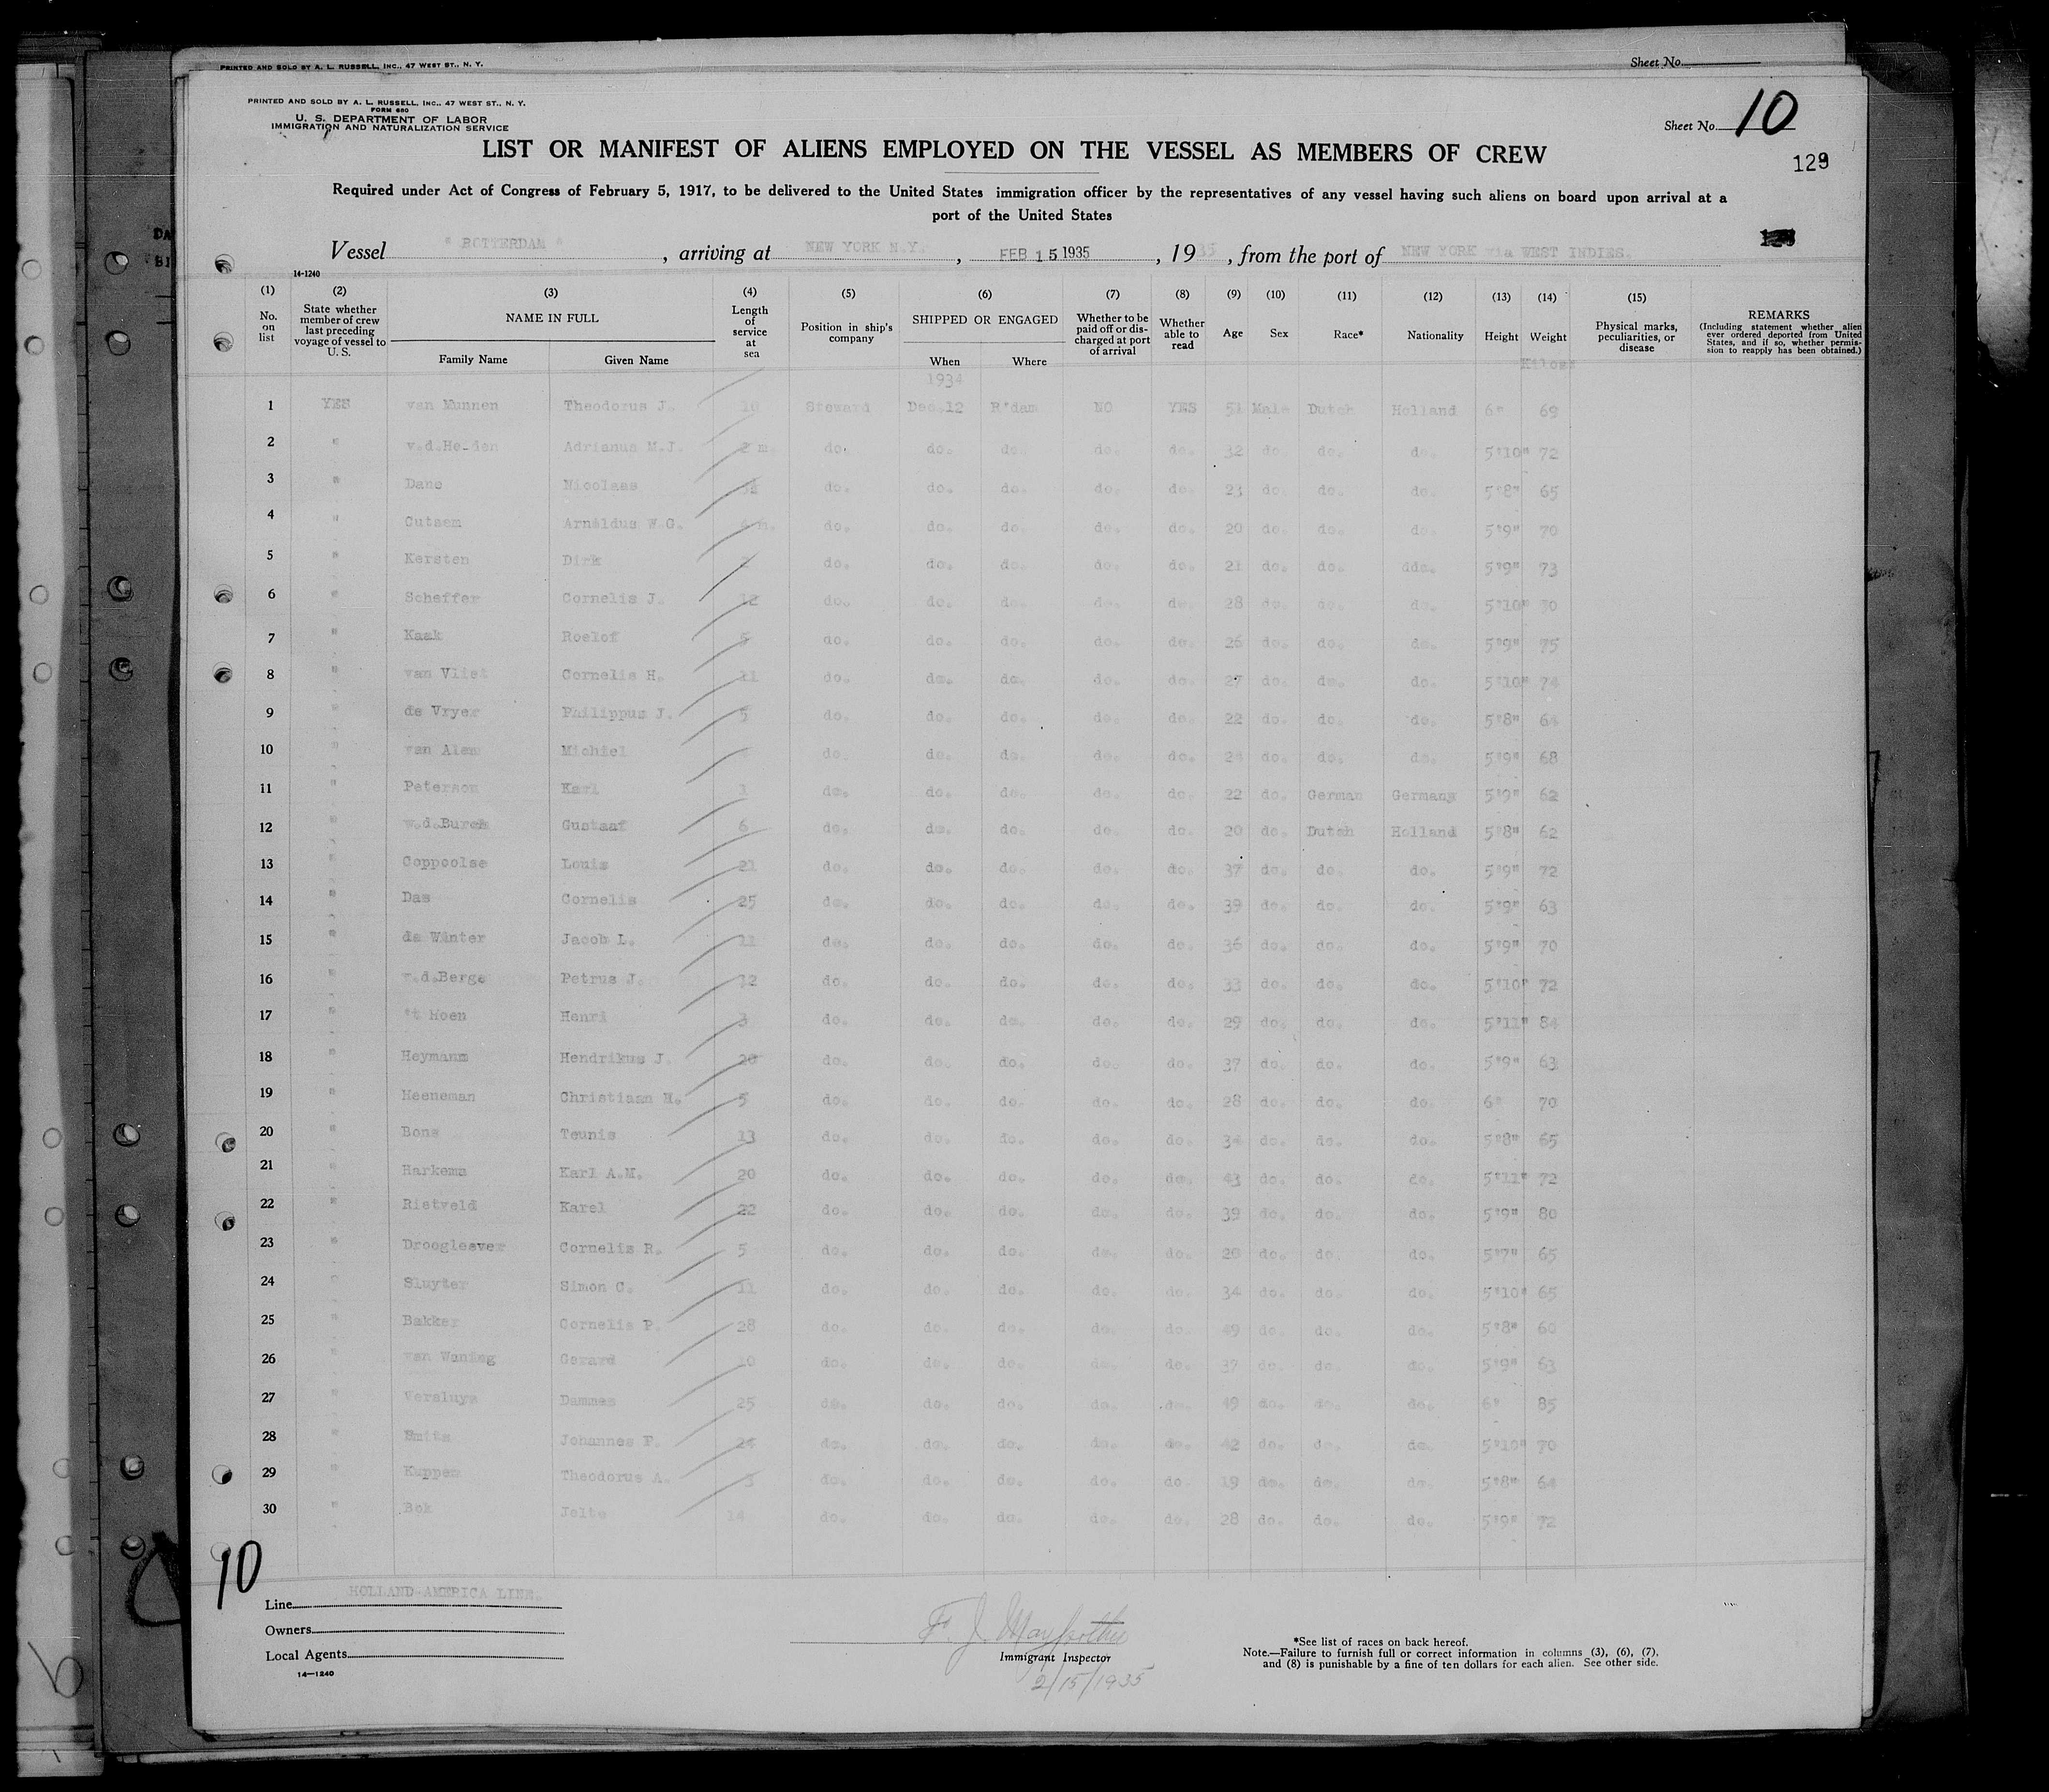 PRINTED AND SOLD BY A. L. RUSSELL, INC., 47 WEST ST., N. Y.
Sheet No.
PRINTED AND SOLD BY A. L. RUSSELL, INC., 47 WEST ST., N. Y.
FORM 680
U. S. DEPARTMENT OF LABOR
IMMIGRATION AND NATURALIZATION SERVICE
Sheet No. 10
LIST OR MANIFEST OF ALIENS EMPLOYED ON THE VESSEL AS MEMBERS OF CREW
129
Required under Act of Congress of February 5, 1917, to be delivered to the United States immigration officer by the representatives of any vessel having such aliens on board upon arrival at a
port of the United States
Vessel " ROTTERDAM " , arriving at NEW YORK N.Y. , FEB 15 1935 , 1935 , from the port of NEW YORK via WEST INDIES.
14-1240
(1) No. on list (2) State whether member of crew last preceding voyage of vessel to U. S. (3) NAME IN FULL Family Name Given Name (4) Length of service at sea (5) Position in ship's company (6) SHIPPED OR ENGAGED When Where (7) Whether to be paid off or discharged at port of arrival (8) Whether able to read (9) Age (10) Sex (11) Race* (12) Nationality (13) Height (14) Weight (15) Physical marks, peculiarities, or disease REMARKS (Including statement whether alien ever ordered deported from United States, and if so, whether permission to reapply has been obtained.)
1934 Kilos
1 YES van Munnen Theodorus J. 10 Steward Dec.12 R'dam NO YES 51 Male Dutch Holland 6" 69
2 " Adrianus M.J. 2 m. do. do. do. do. do. 32 do. do. do. 5'10" 72
3 " Dane Nicolaas do. do. do. do. do. 23 do. do. do. 5'8" 65
4 " Arnoldus W G. do. do. do. do. do. 20 do. do. do. 5'9" 70
5 " Kersten Dirk do. do. do. do. do. 21 do. do. ddo. 5'9" 73
6 " Scheffer Cornelis J. 12 do. do. do. do. do. 28 do. do. do. 5'10" 70
7 " Kaak Roelof 5 do. do. do. do. do. 26 do. do. do. 5'9" 75
8 " van Vliet Cornelis H. 11 do. do. do. do. do. 27 do. do. do. 5'10" 74
9 " de Vryer Philippus J. 5 do. do. do. do. do. 22 do. do. do. 5'8" 64
10 " van Alen Michiel do. do. do. do. do. 24 do. do. do. 5'9" 68
11 " Peterson Karl 1 do. do. do. do. do. 22 do. German Germany 5'9" 62
12 " v.d.Burch Gustaaf 6 do. do. do. do. do. 20 do. Dutch Holland 5'8" 62
13 " Coppoolse Louis 21 do. do. do. do. do. 37 do. do. do. 5'9" 72
14 " Das Cornelis 25 do. do. do. do. do. 39 do. do. do. 5'9" 63
15 " de Winter Jacob L. 11 do. do. do. do. do. 36 do. do. do. 5'9" 70
16 " v.d.Berge Petrus J. 12 do. do. do. do. do. 33 do. do. do. 5'10" 72
17 " 't Hoen Henri 3 do. do. do. do. do. 29 do. do. do. 5'11" 84
18 " Heymann Hendrikus J. 20 do. do. do. do. do. 37 do. do. do. 5'9" 63
19 " Heeneman Christiaan H. 5 do. do. do. do. do. 28 do. do. do. 6" 70
20 " Bons Teunis 13 do. do. do. do. do. 34 do. do. do. 5'8" 65
21 " Harkema Karl A.M. 20 do. do. do. do. do. 43 do. do. do. 5'11" 72
22 " Rietveld Karel 22 do. do. do. do. do. 39 do. do. do. 5'9" 80
23 " Droogleaver Cornelis R. 5 do. do. do. do. do. 26 do. do. do. 5'7" 65
24 " Sluyter Simon C. 11 do. do. do. do. do. 34 do. do. do. 5'10" 65
25 " Bakker Cornelis P. 28 do. do. do. do. do. 49 do. do. do. 5'8" 60
26 " van Waning Gerard 10 do. do. do. do. do. 37 do. do. do. 5'9" 63
27 " Versluys Dammes 25 do. do. do. do. do. 49 do. do. do. 6" 85
28 " Smits Johannes F. 24 do. do. do. do. do. 42 do. do. do. 5'10" 70
29 " Kuppen Theodorus A. 3 do. do. do. do. do. 19 do. do. do. 5'8" 64
30 " Bok Jelte 14 do. do. do. do. do. 28 do. do. do. 5'9" 72
10
Line HOLLAND-AMERICA LINE.
Owners
Local Agents
14-1240
F. J.
Immigrant Inspector
2/15/1935
*See list of races on back hereof.
Note.—Failure to furnish full or correct information in columns (3), (6), (7),
and (8) is punishable by a fine of ten dollars for each alien. See other side.